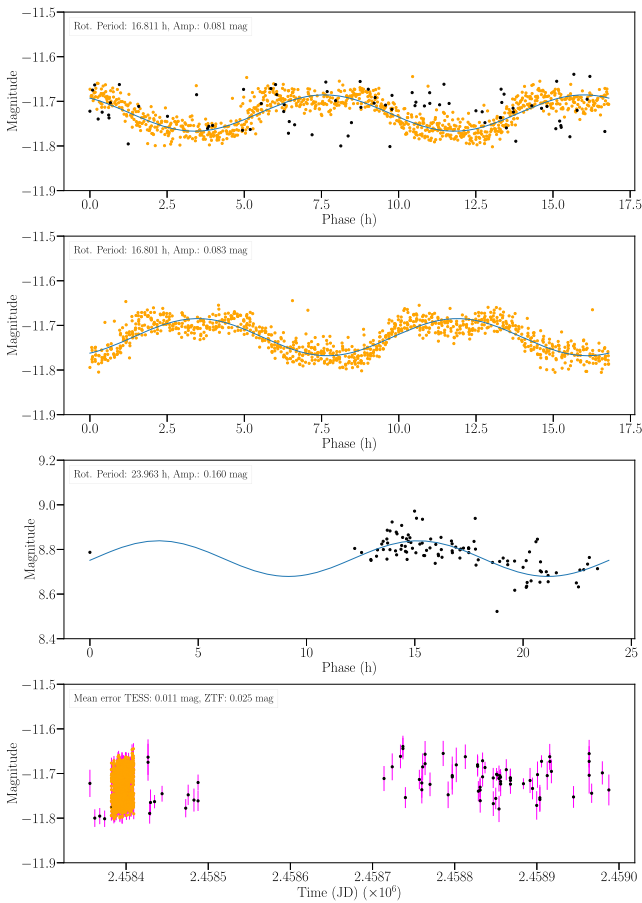 Rot. Period: 16.811 h, Amp.: 0.081 mag
−11.5
−11.6
−11.7
−11.8
−11.9
Magnitude
0.0 2.5 5.0 7.5 10.0 12.5 15.0 17.5
Phase (h)
Rot. Period: 16.801 h, Amp.: 0.083 mag
−11.5
−11.6
−11.7
−11.8
−11.9
Magnitude
0.0 2.5 5.0 7.5 10.0 12.5 15.0 17.5
Phase (h)
Rot. Period: 23.963 h, Amp.: 0.160 mag
9.2
9.0
8.8
8.6
8.4
Magnitude
0 5 10 15 20 25
Phase (h)
Mean error TESS: 0.011 mag, ZTF: 0.025 mag
−11.5
−11.6
−11.7
−11.8
−11.9
Magnitude
2.4584 2.4585 2.4586 2.4587 2.4588 2.4589 2.4590
Time (JD) (×10⁶)